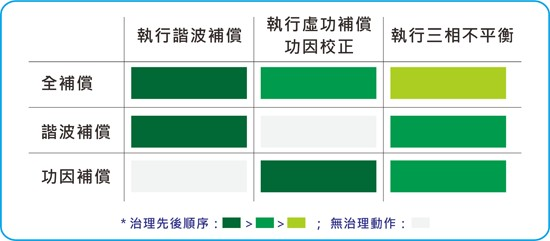 執行諧波補償
執行虛功補償
功因校正
執行三相不平衡
全補償
諧波補償
功因補償
* 治理先後順序： > > ； 無治理動作：